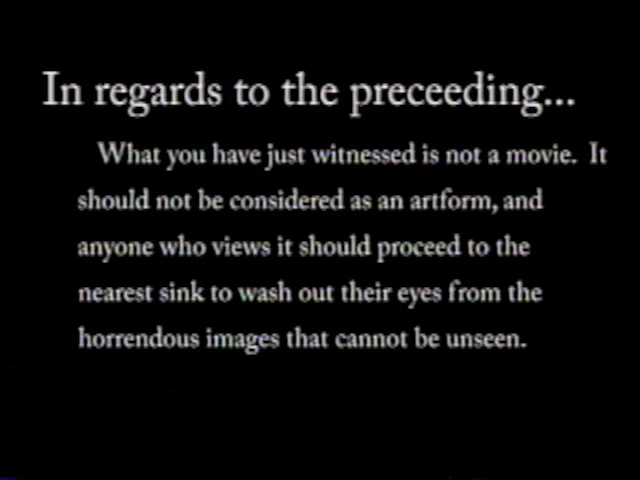 In regards to the preceeding...
What you have just witnessed is not a movie. It
should not be considered as an artform, and
anyone who views it should proceed to the
nearest sink to wash out their eyes from the
horrendous images that cannot be unseen.